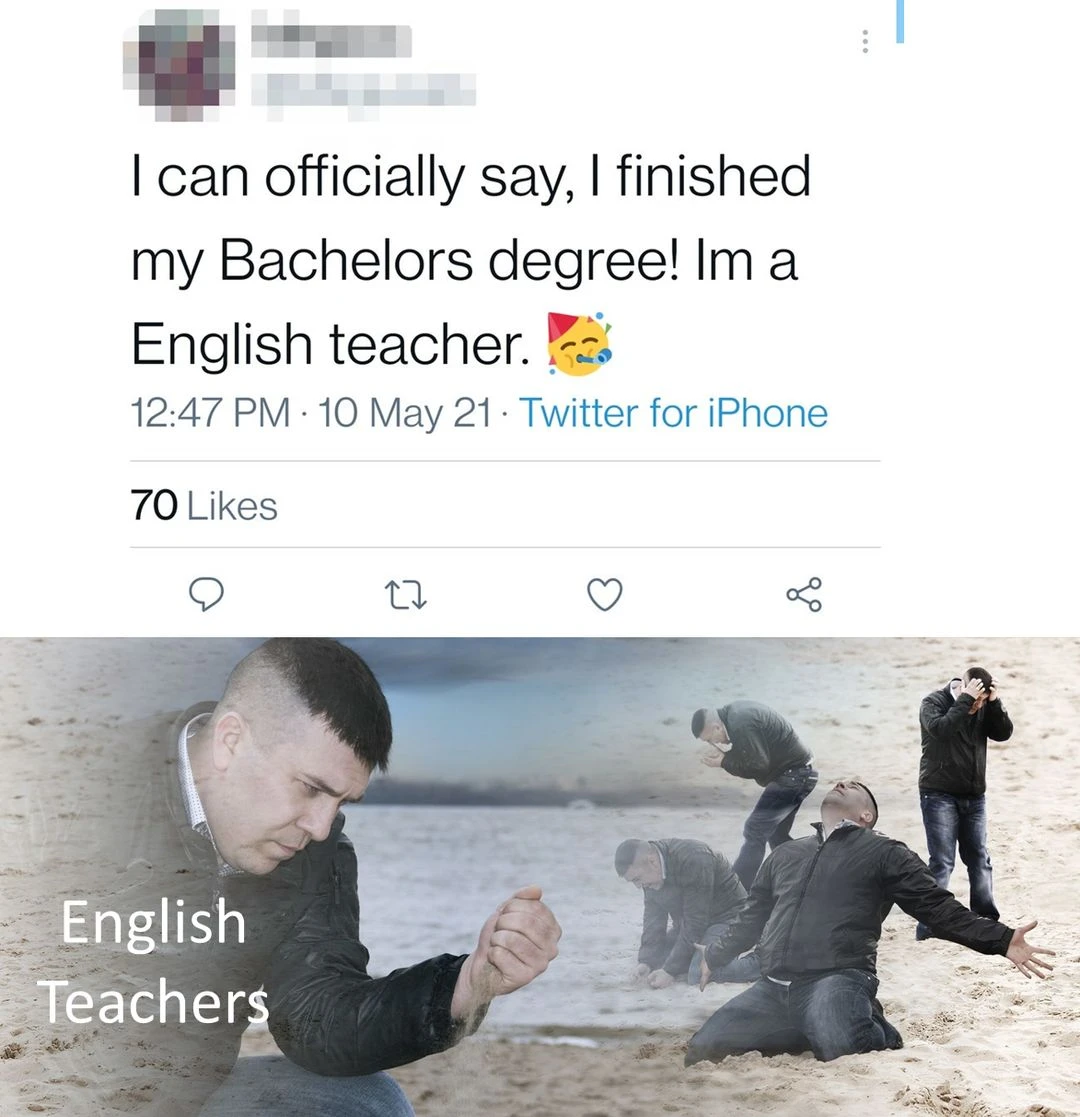 I can officially say, I finished
my Bachelors degree! Im a
English teacher. 🥳
12:47 PM · 10 May 21 · Twitter for iPhone
70 Likes
English
Teachers